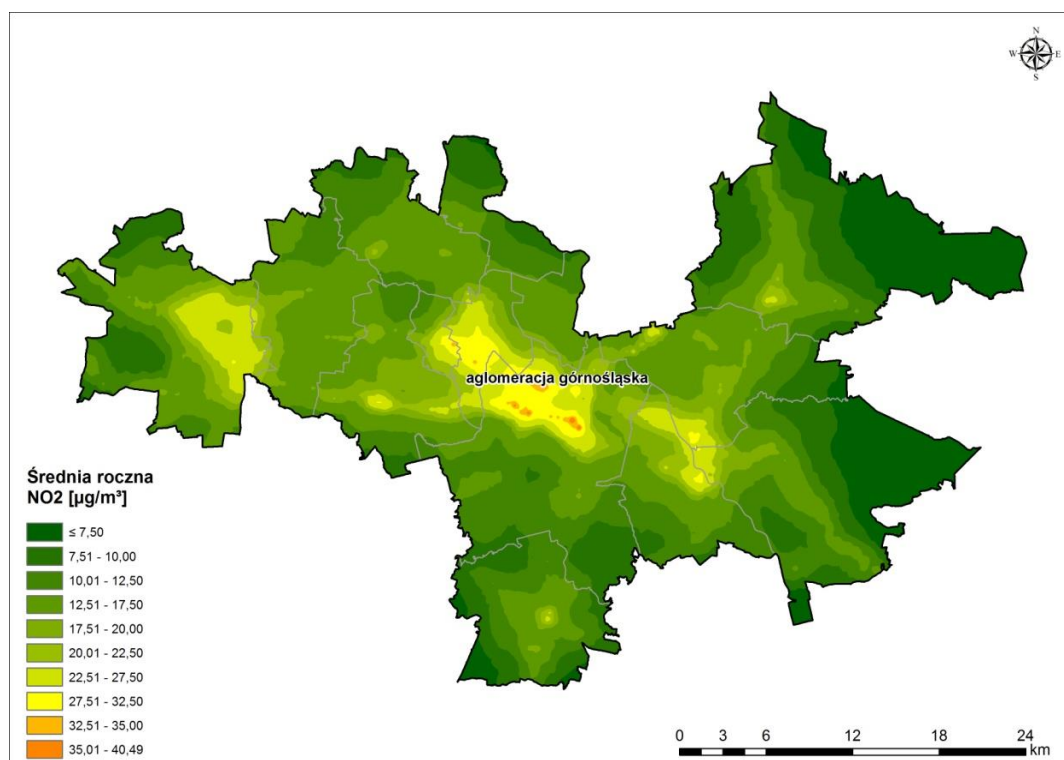 N
W E
S
aglomeracja górnośląska
Średnia roczna
NO2 [µg/m³]
≤ 7,50
7,51 - 10,00
10,01 - 12,50
12,51 - 17,50
17,51 - 20,00
20,01 - 22,50
22,51 - 27,50
27,51 - 32,50
32,51 - 35,00
35,01 - 40,49
0 3 6 12 18 24
km